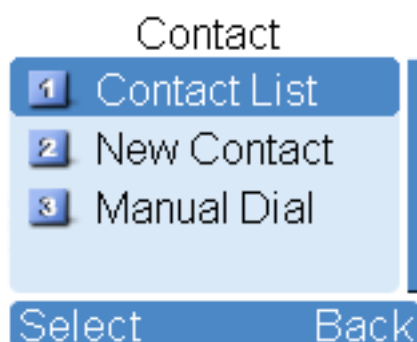 Contact
1 Contact List
2 New Contact
3 Manual Dial
Select Back